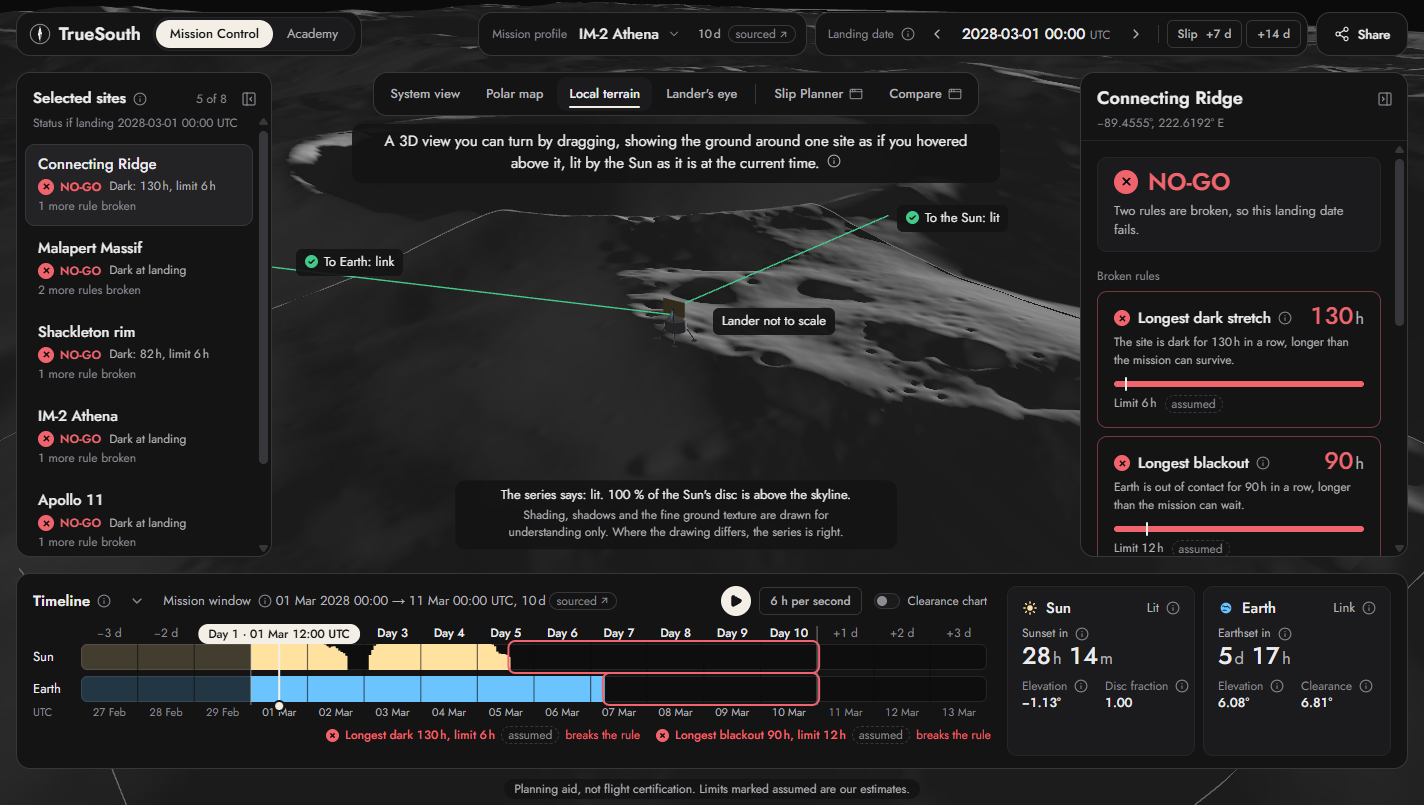 TrueSouth
Mission Control
Academy
Mission profile IM-2 Athena 10 d sourced ↗
Landing date 2028-03-01 00:00 UTC
Slip +7 d +14 d
Share
Selected sites 5 of 8
Status if landing 2028-03-01 00:00 UTC
Connecting Ridge
NO-GO Dark: 130 h, limit 6 h
1 more rule broken
Malapert Massif
NO-GO Dark at landing
2 more rules broken
Shackleton rim
NO-GO Dark: 82 h, limit 6 h
1 more rule broken
IM-2 Athena
NO-GO Dark at landing
1 more rule broken
Apollo 11
NO-GO Dark at landing
1 more rule broken
System view Polar map Local terrain Lander's eye Slip Planner Compare
A 3D view you can turn by dragging, showing the ground around one site as if you hovered
above it, lit by the Sun as it is at the current time.
To the Sun: lit
To Earth: link
Lander not to scale
The series says: lit. 100 % of the Sun's disc is above the skyline.
Shading, shadows and the fine ground texture are drawn for
understanding only. Where the drawing differs, the series is right.
Connecting Ridge
−89.4555°, 222.6192° E
NO-GO
Two rules are broken, so this landing date
fails.
Broken rules
Longest dark stretch 130 h
The site is dark for 130 h in a row, longer than
the mission can survive.
Limit 6 h assumed
Longest blackout 90 h
Earth is out of contact for 90 h in a row, longer
than the mission can wait.
Limit 12 h assumed
Timeline
Mission window 01 Mar 2028 00:00 → 11 Mar 00:00 UTC, 10 d sourced ↗
6 h per second
Clearance chart
−3 d −2 d Day 1 · 01 Mar 12:00 UTC Day 3 Day 4 Day 5 Day 6 Day 7 Day 8 Day 9 Day 10 +1 d +2 d +3 d
Sun
Earth
UTC 27 Feb 28 Feb 29 Feb 01 Mar 02 Mar 03 Mar 04 Mar 05 Mar 06 Mar 07 Mar 08 Mar 09 Mar 10 Mar 11 Mar 12 Mar 13 Mar
Longest dark 130 h, limit 6 h assumed breaks the rule Longest blackout 90 h, limit 12 h assumed breaks the rule
Sun Lit
Sunset in
28 h 14 m
Elevation Disc fraction
−1.13° 1.00
Earth Link
Earthset in
5 d 17 h
Elevation Clearance
6.08° 6.81°
Planning aid, not flight certification. Limits marked assumed are our estimates.